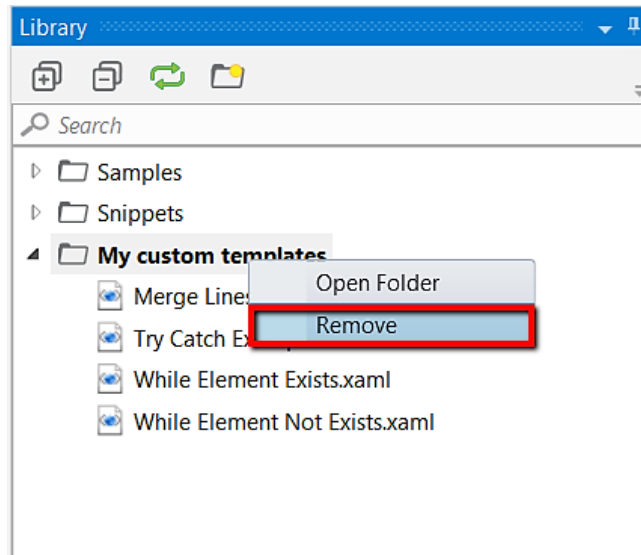 Library
Search
Samples
Snippets
My custom templates
Open Folder
Merge Lines
Remove
Try Catch
While Element Exists.xaml
While Element Not Exists.xaml